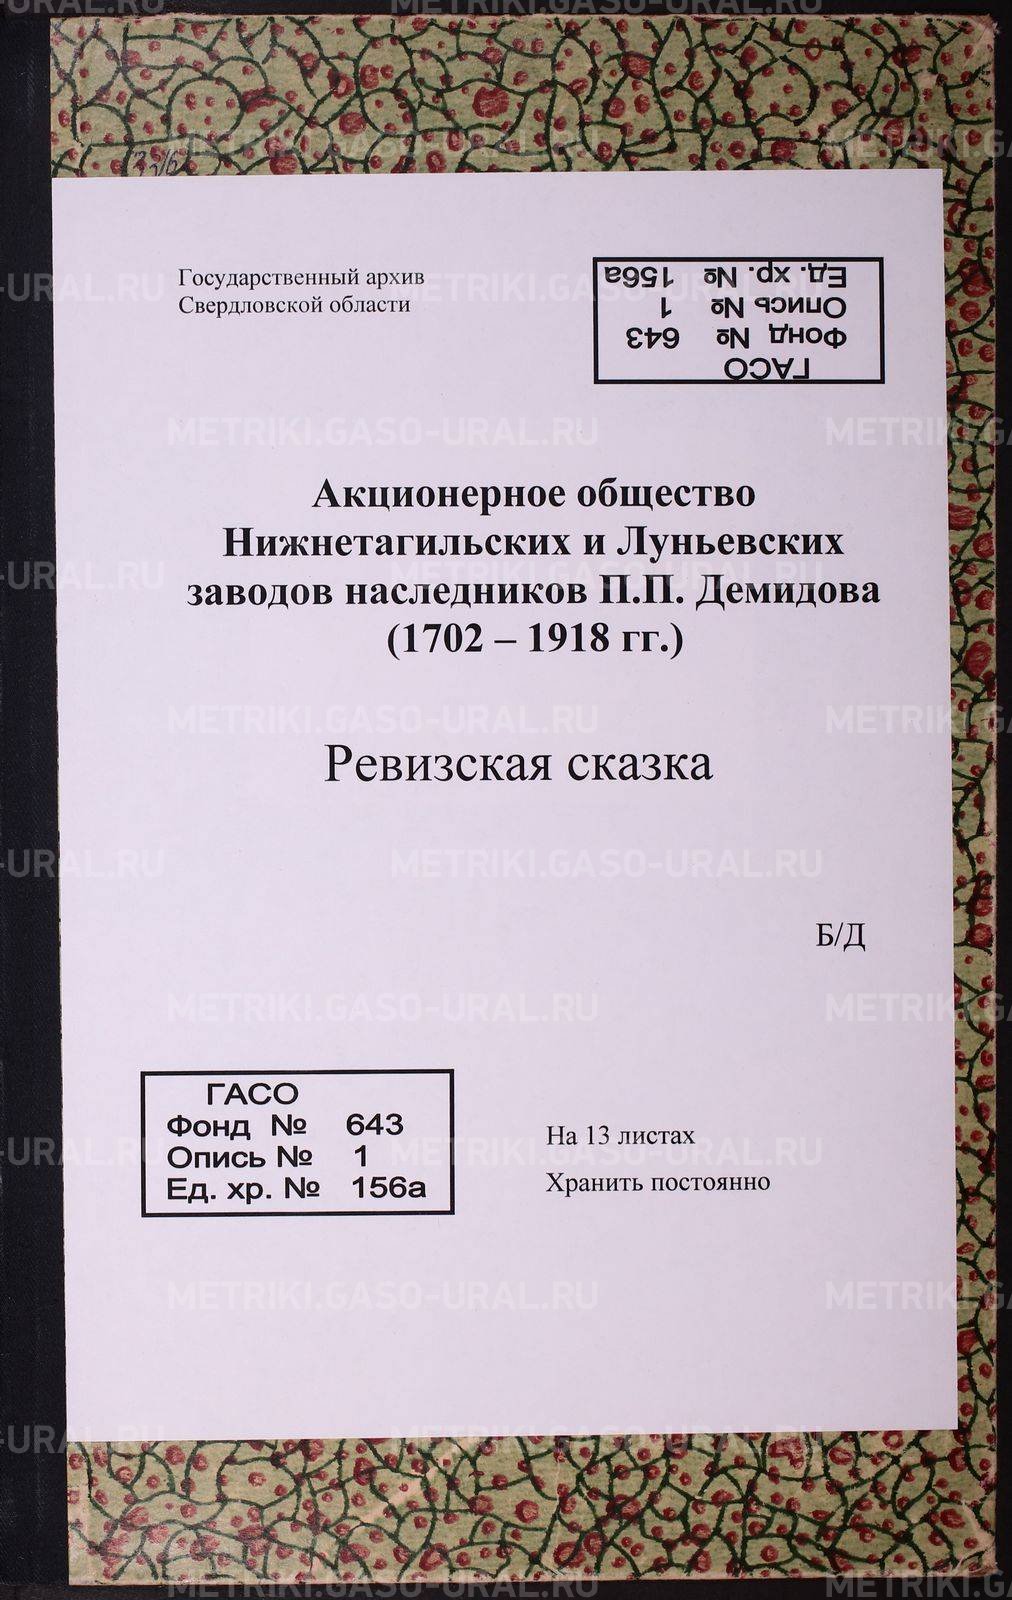 Государственный архив
Свердловской области
ГАСО
Фонд № 643
Опись № 1
Ед. хр. № 156а
Акционерное общество
Нижнетагильских и Луньевских
заводов наследников П.П. Демидова
(1702 – 1918 гг.)
Ревизская сказка
Б/Д
ГАСО
Фонд № 643
Опись № 1
Ед. хр. № 156а
На 13 листах
Хранить постоянно
METRIKI.GASO-URAL.RU